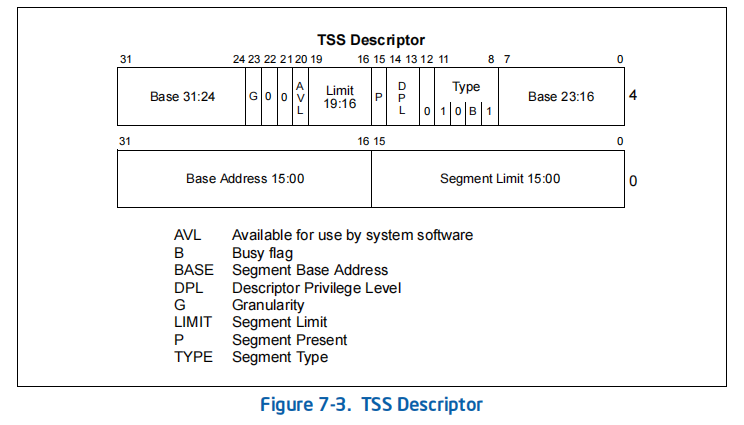 TSS Descriptor
31 24 23 22 21 20 19 16 15 14 13 12 11 8 7 0
Base 31:24 G 0 0 AVL Limit 19:16 P DPL 0 Type 1 0 B 1 Base 23:16 4
31 16 15 0
Base Address 15:00 Segment Limit 15:00 0
AVL Available for use by system software
B Busy flag
BASE Segment Base Address
DPL Descriptor Privilege Level
G Granularity
LIMIT Segment Limit
P Segment Present
TYPE Segment Type
Figure 7-3. TSS Descriptor